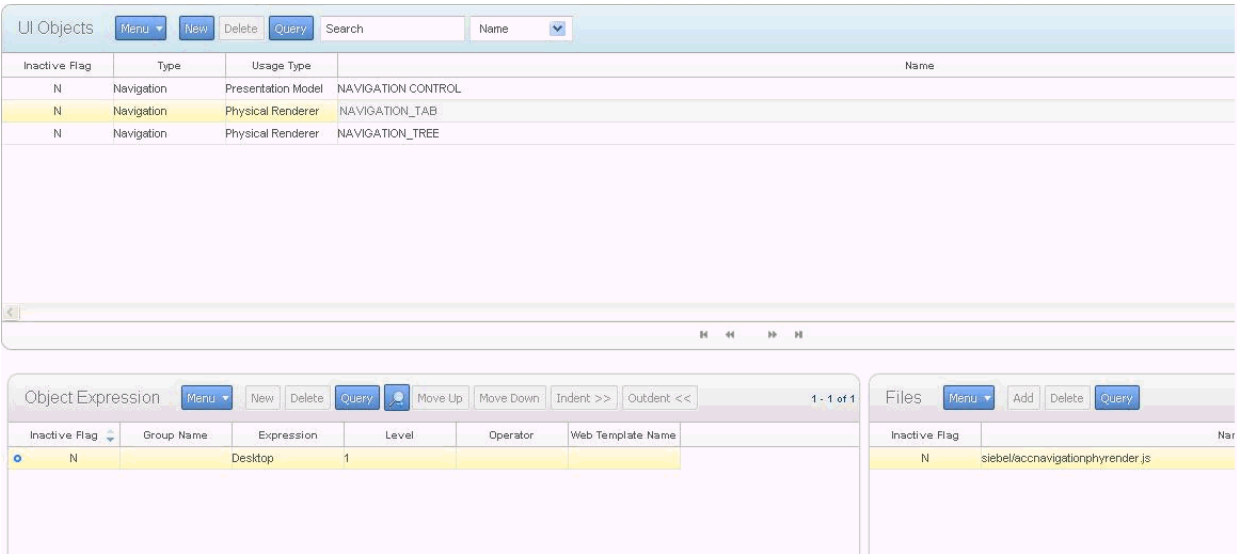 UI Objects Menu New Delete Query Search Name
Inactive Flag Type Usage Type Name
N Navigation Presentation Model NAVIGATION CONTROL
N Navigation Physical Renderer NAVIGATION_TAB
N Navigation Physical Renderer NAVIGATION_TREE
Object Expression Menu New Delete Query Move Up Move Down Indent >> Outdent << 1 - 1 of 1
Inactive Flag Group Name Expression Level Operator Web Template Name
N Desktop 1
Files Menu Add Delete Query
Inactive Flag Nar
N siebel/accnavigationphyrender.js